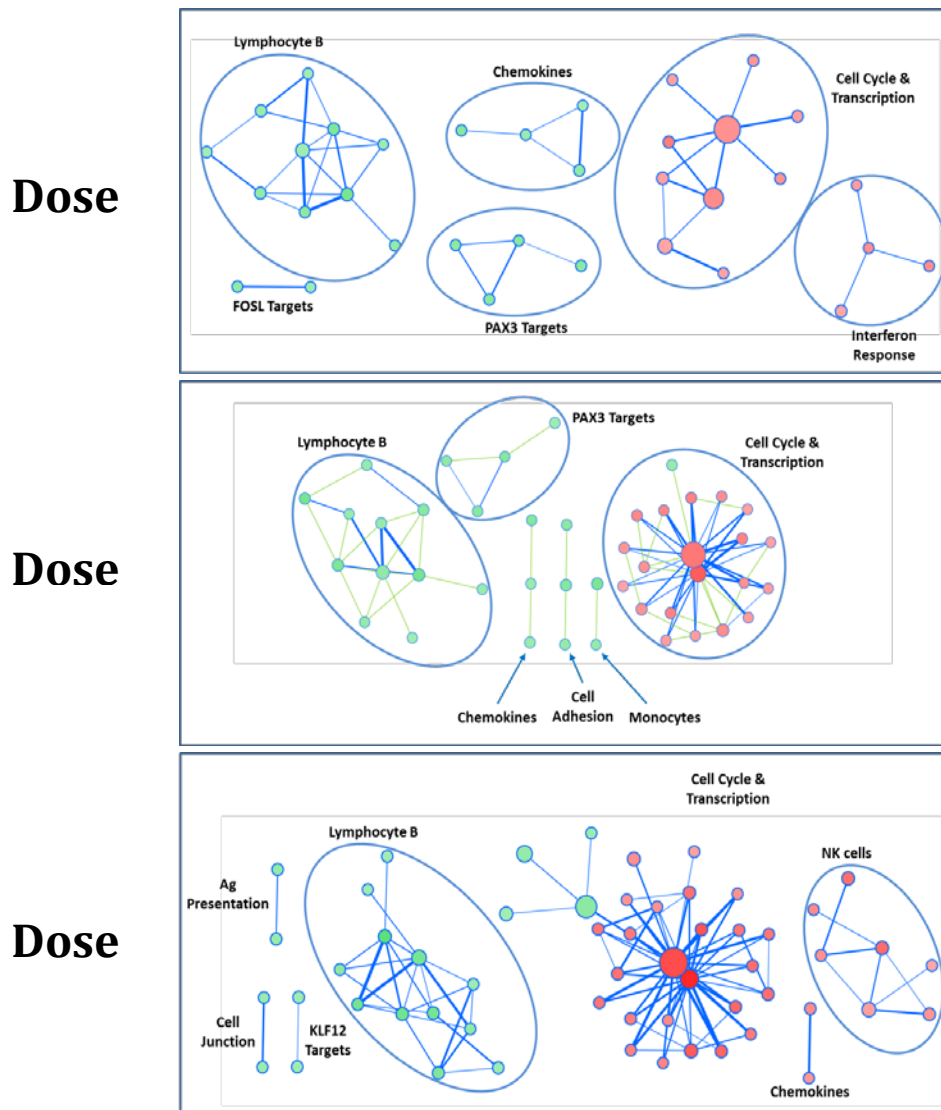 Dose
Lymphocyte B
Chemokines
Cell Cycle &
Transcription
FOSL Targets
PAX3 Targets
Interferon
Response
Dose
Lymphocyte B
PAX3 Targets
Cell Cycle &
Transcription
Chemokines
Cell
Adhesion
Monocytes
Dose
Cell Cycle &
Transcription
Lymphocyte B
NK cells
Ag
Presentation
Cell
Junction
KLF12
Targets
Chemokines